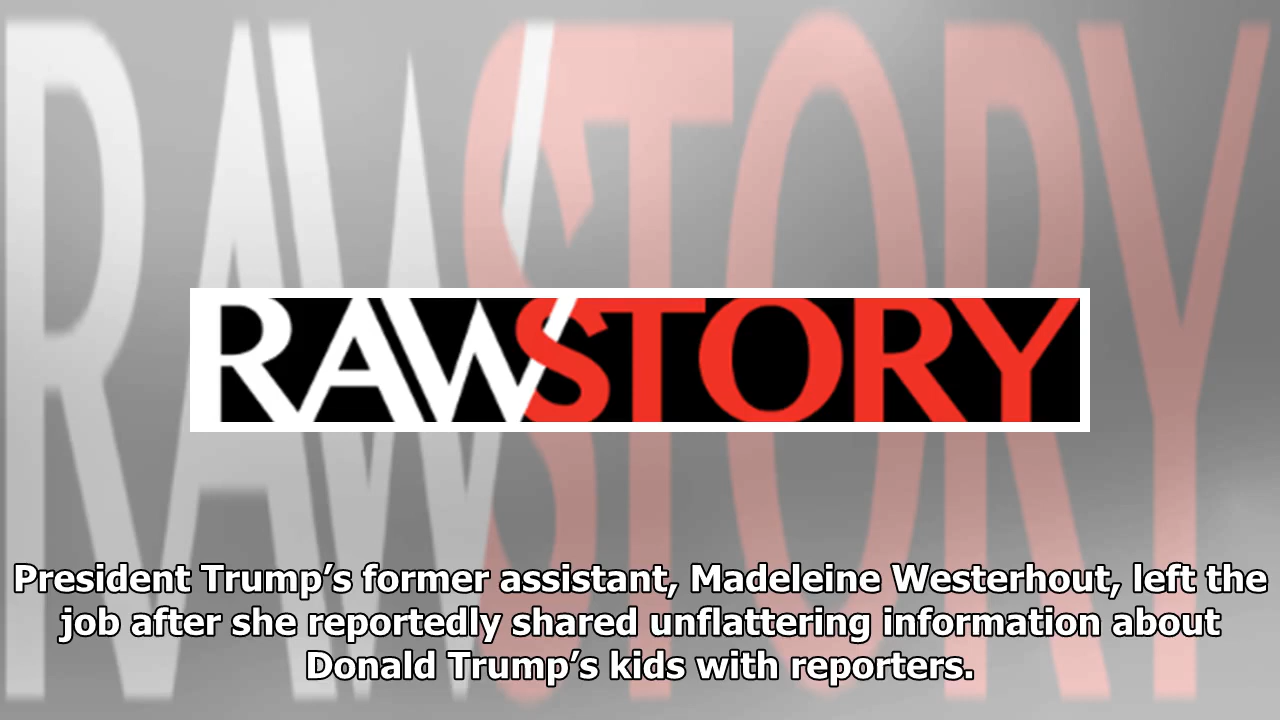 RAWSTORY
RAWSTORY
President Trump’s former assistant, Madeleine Westerhout, left the
job after she reportedly shared unflattering information about
Donald Trump’s kids with reporters.